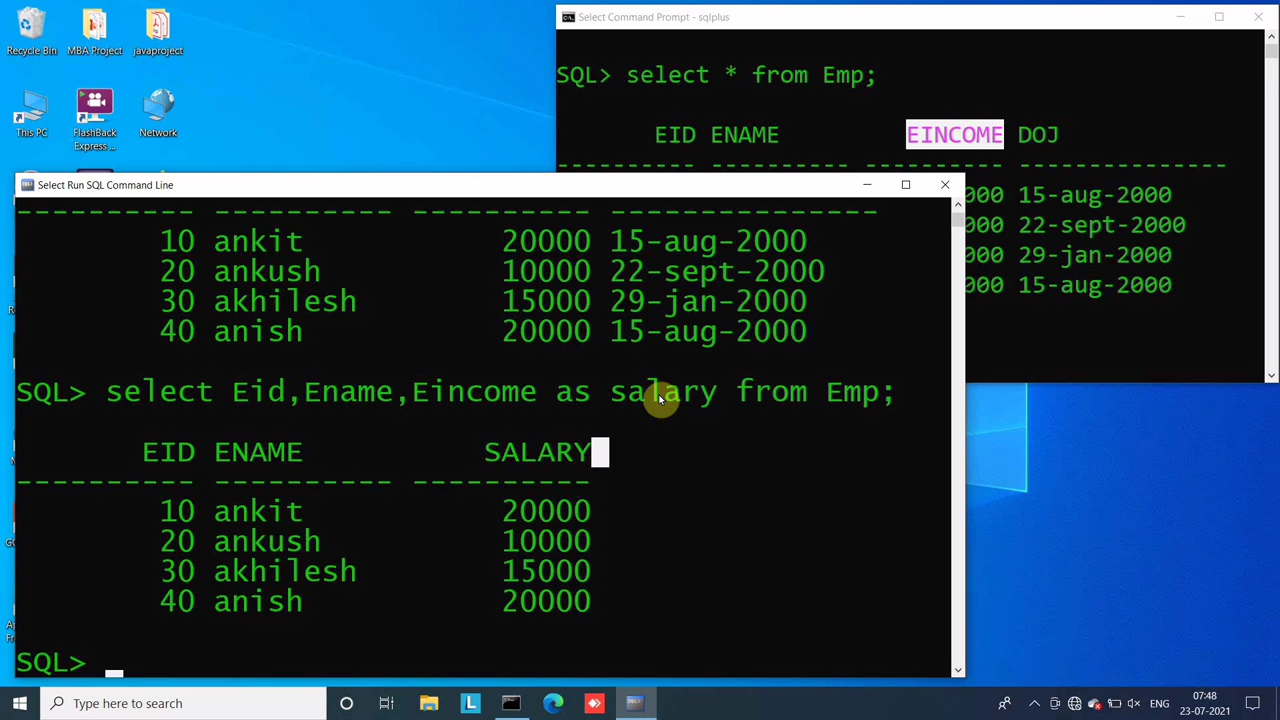 Recycle Bin
MBA Project
javaproject
This PC
FlashBack
Express ...
Network
Select Command Prompt - sqlplus
SQL> select * from Emp;
EID ENAME EINCOME DOJ
---------- ---------- ---------- ---------------
000 15-aug-2000
000 22-sept-2000
000 29-jan-2000
000 15-aug-2000
Select Run SQL Command Line
---------- ---------- ---------- ---------------
10 ankit 20000 15-aug-2000
20 ankush 10000 22-sept-2000
30 akhilesh 15000 29-jan-2000
40 anish 20000 15-aug-2000
SQL> select Eid,Ename,Eincome as salary from Emp;
EID ENAME SALARY
---------- ---------- ----------
10 ankit 20000
20 ankush 10000
30 akhilesh 15000
40 anish 20000
SQL>
Type here to search
L
ENG
07:48
23-07-2021